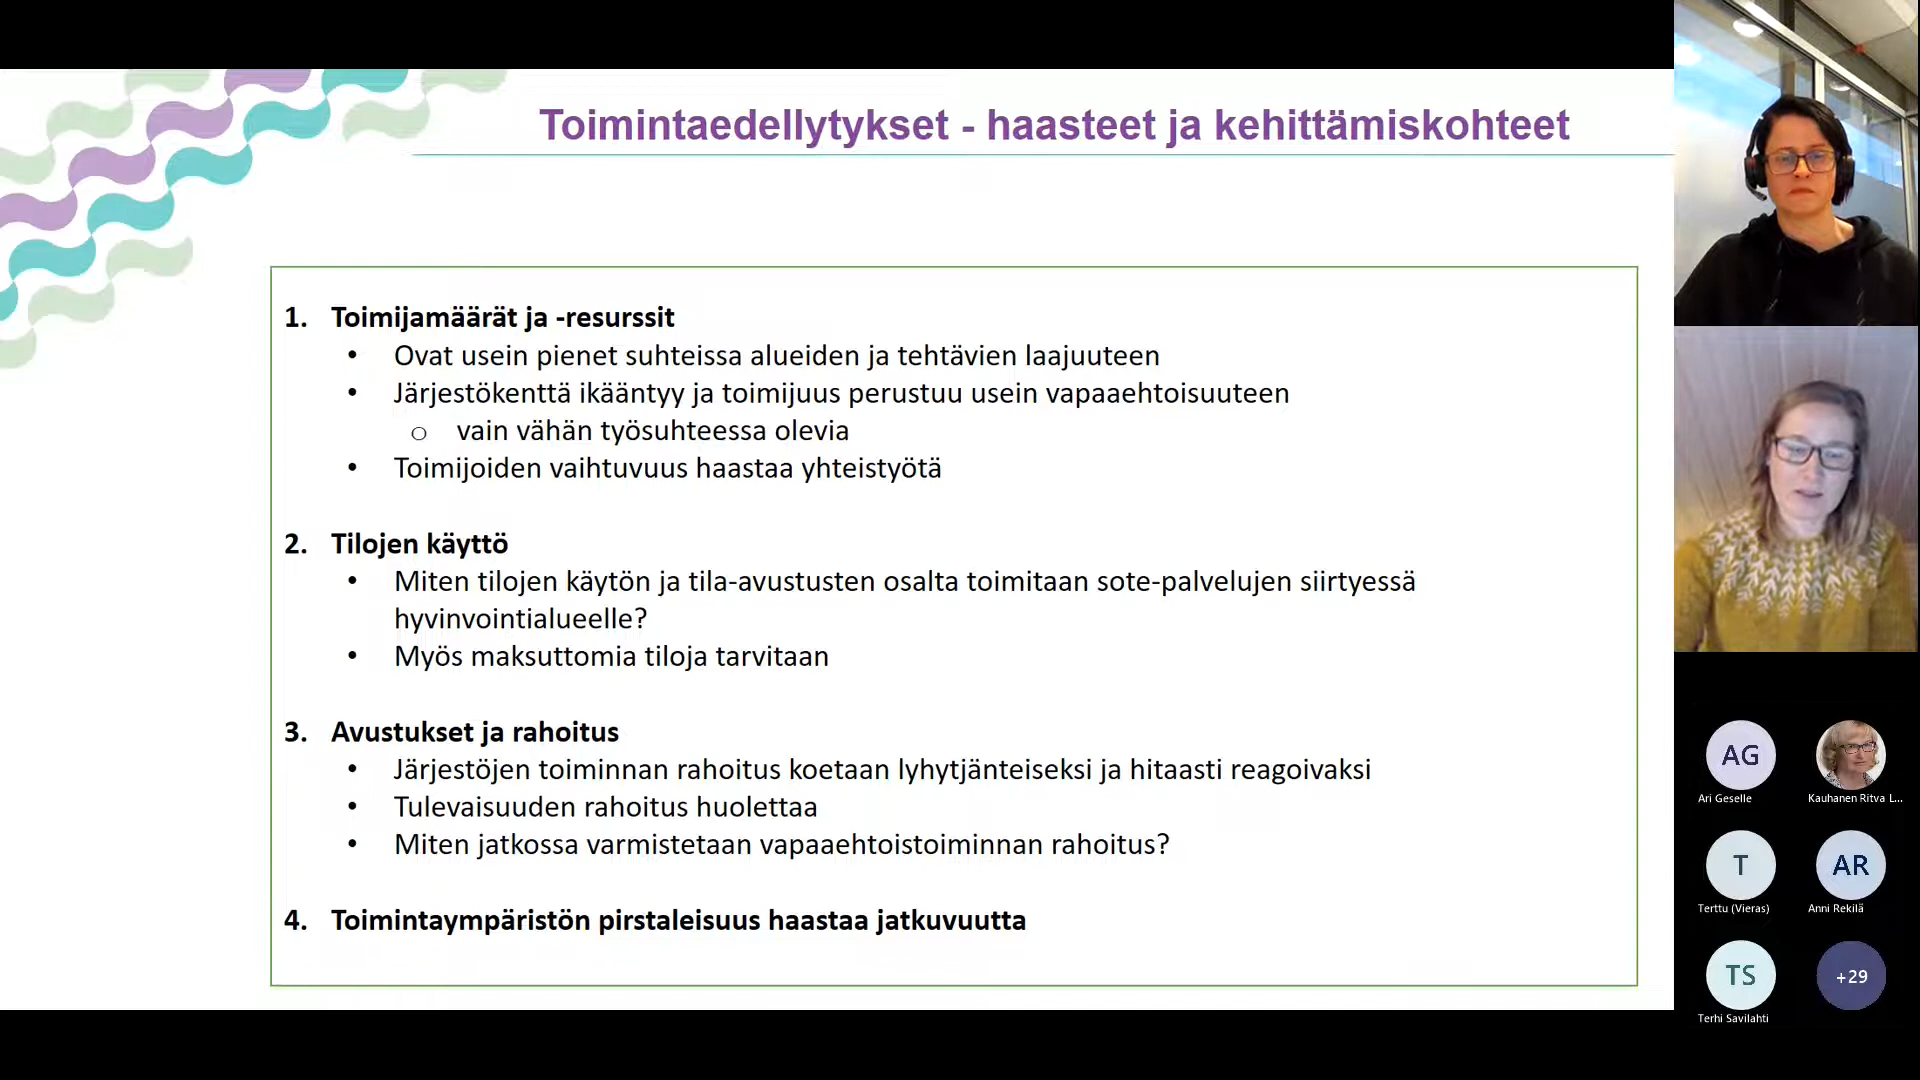 Toimintaedellytykset - haasteet ja kehittämiskohteet
1. Toimijamäärät ja -resurssit
• Ovat usein pienet suhteissa alueiden ja tehtävien laajuuteen
• Järjestökenttä ikääntyy ja toimijuus perustuu usein vapaaehtoisuuteen
o vain vähän työsuhteessa olevia
• Toimijoiden vaihtuvuus haastaa yhteistyötä
2. Tilojen käyttö
• Miten tilojen käytön ja tila-avustusten osalta toimitaan sote-palvelujen siirtyessä
hyvinvointialueelle?
• Myös maksuttomia tiloja tarvitaan
3. Avustukset ja rahoitus
• Järjestöjen toiminnan rahoitus koetaan lyhytjänteiseksi ja hitaasti reagoivaksi
• Tulevaisuuden rahoitus huolettaa
• Miten jatkossa varmistetaan vapaaehtoistoiminnan rahoitus?
4. Toimintaympäristön pirstaleisuus haastaa jatkuvuutta
AG
Ari Geselle
Kauhanen Ritva L...
T
AR
Terttu (Vieras)
Anni Rekilä
TS
+29
Terhi Savilahti